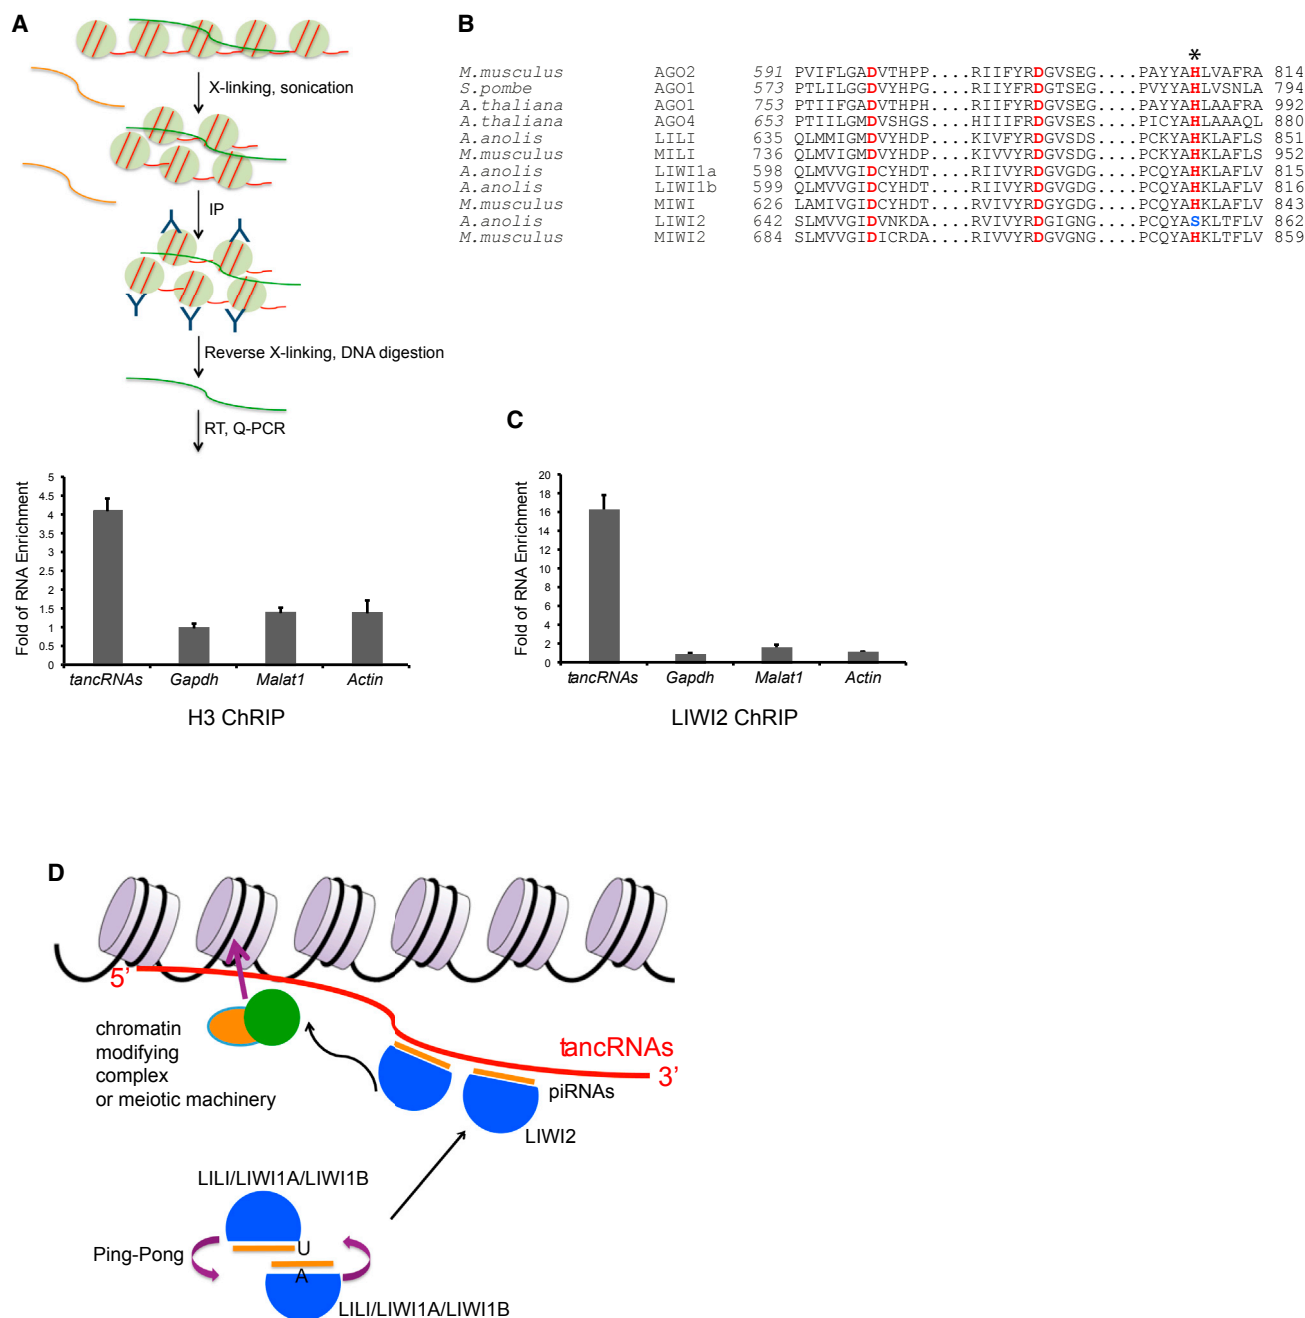 A
X-linking, sonication
IP
Reverse X-linking, DNA digestion
RT, Q-PCR
Fold of RNA Enrichment
5
4.5
4
3.5
3
2.5
2
1.5
1
0.5
0
tancRNAs Gapdh Malat1 Actin
H3 ChRIP
B
*
M.musculus AGO2 591 PVIFLGADVTHPP....RIIFYRDGVSEG....PAYYAHLVAFRA 814
S.pombe AGO1 573 PTLILGGDVYHPG....RIIYFRDGTSEG....PVYYAHLVSNLA 794
A.thaliana AGO1 753 PTIIFGADVTHPH....RIIFYRDGVSEG....PAYYAHLAAFRA 992
A.thaliana AGO4 653 PTIILGMDVSHGS....HIIIFRDGVSES....PICYAHLAAAQL 880
A.anolis LILI 635 QLMMIGMDVYHDP....KIVFYRDGVSDS....PCKYAHKLAFLS 851
M.musculus MILI 736 QLMVIGMDVYHDP....KIVVYRDGVSDG....PCKYAHKLAFLS 952
A.anolis LIWI1a 598 QLMVVGIDCYHDT....RIVIYRDGVGDG....PCQYAHKLAFLV 815
A.anolis LIWI1b 599 QLMVVGIDCYHDT....RIVIYRDGVGDG....PCQYAHKLAFLV 816
M.musculus MIWI 626 LAMIVGIDCYHDT....RIIVYRDGVGDG....PCQYAHKLAFLV 843
A.anolis LIWI2 642 SLMVVGIDVNKDA....RVIVYRDGIGNG....PCQYASKLTFLV 862
M.musculus MIWI2 684 SLMVVGIDICRDA....RIVVYRDGVGNG....PCQYAHKLTFLV 859
C
Fold of RNA Enrichment
20
18
16
14
12
10
8
6
4
2
0
tancRNAs Gapdh Malat1 Actin
LIWI2 ChRIP
D
5’
chromatin
modifying
complex
or meiotic machinery
tancRNAs
3’
piRNAs
LIWI2
LILI/LIWI1A/LIWI1B
Ping-Pong
U
A
LILI/LIWI1A/LIWI1B